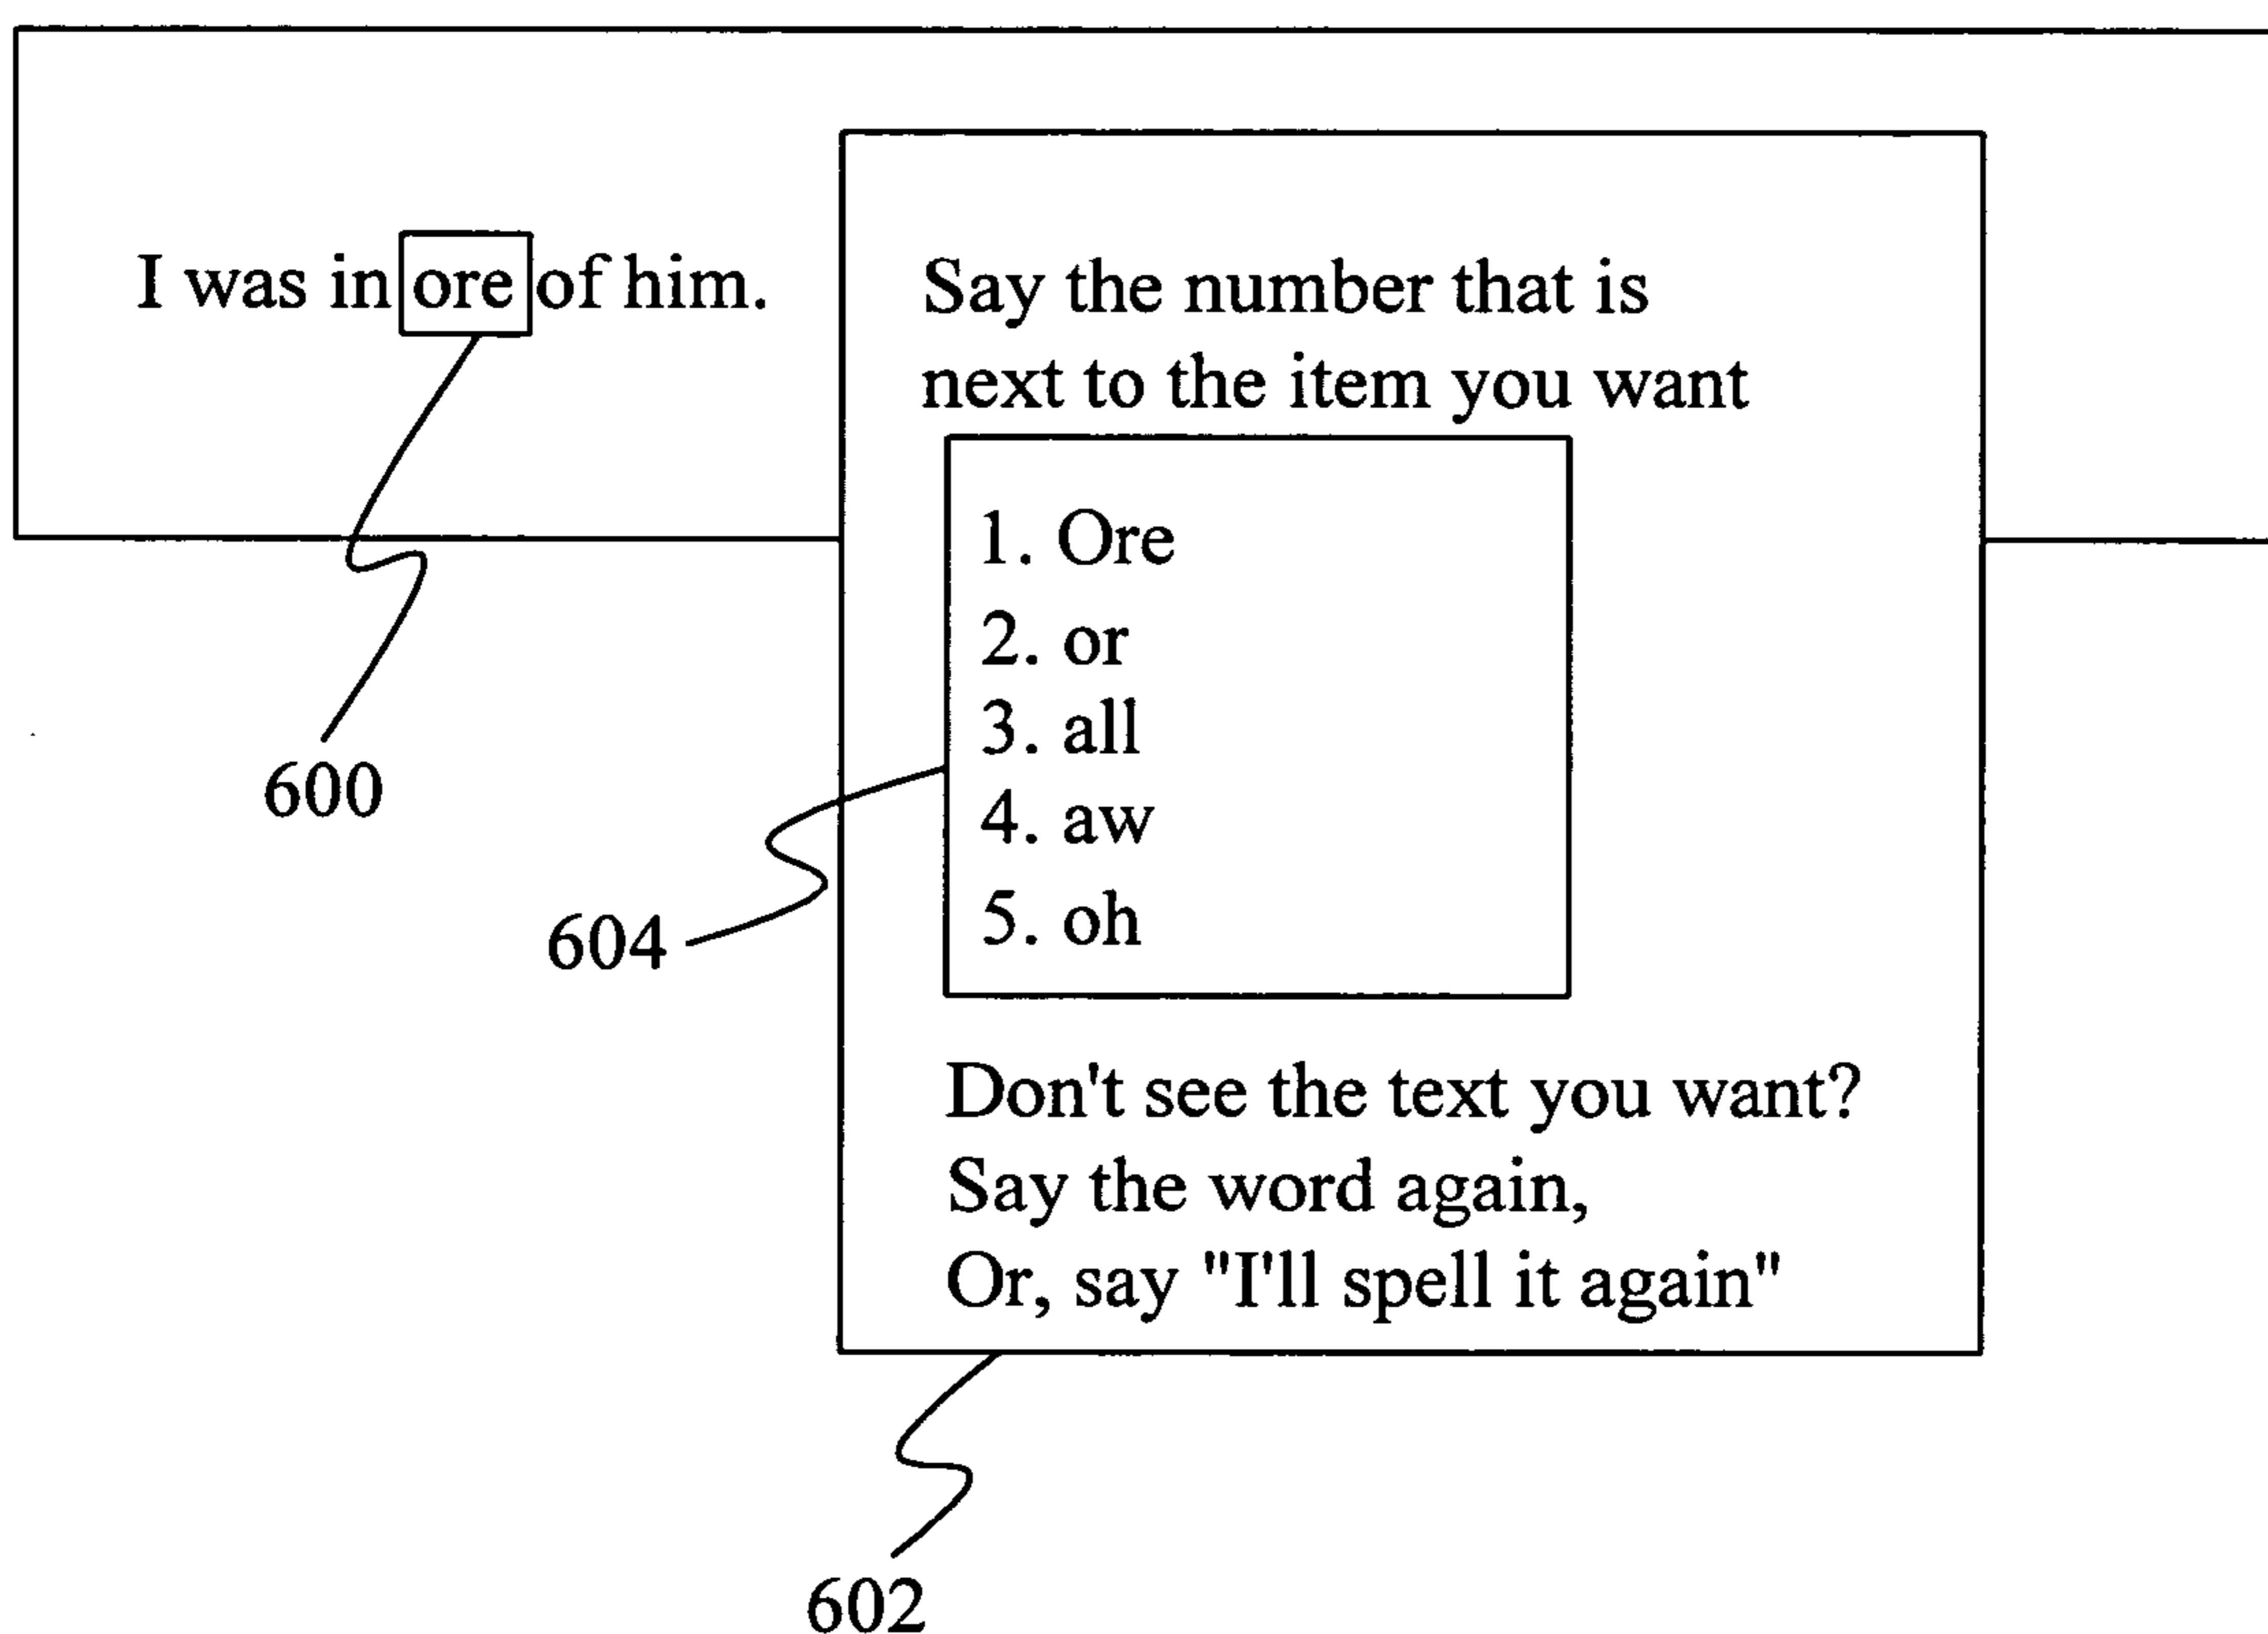 I was in ore of him.
Say the number that is
next to the item you want
1. Ore
2. or
3. all
4. aw
5. oh
Don't see the text you want?
Say the word again,
Or, say "I'll spell it again"
600
604
602